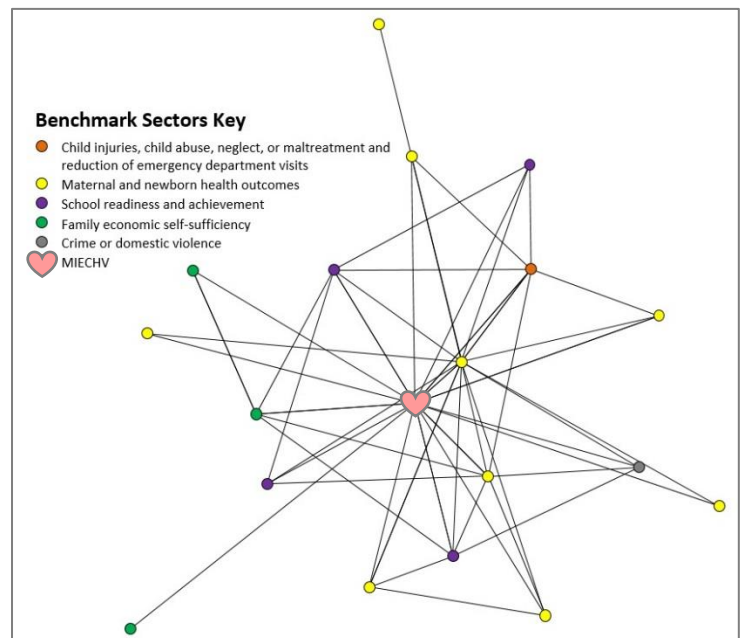 Benchmark Sectors Key
Child injuries, child abuse, neglect, or maltreatment and
reduction of emergency department visits
Maternal and newborn health outcomes
School readiness and achievement
Family economic self-sufficiency
Crime or domestic violence
MIECHV